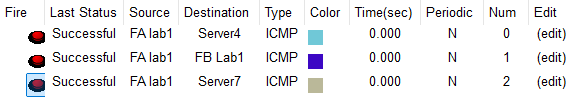 Fire Last Status Source Destination Type Color Time(sec) Periodic Num Edit
Successful FA lab1 Server4 ICMP 0.000 N 0 (edit)
Successful FA lab1 FB Lab1 ICMP 0.000 N 1 (edit)
Successful FA lab1 Server7 ICMP 0.000 N 2 (edit)